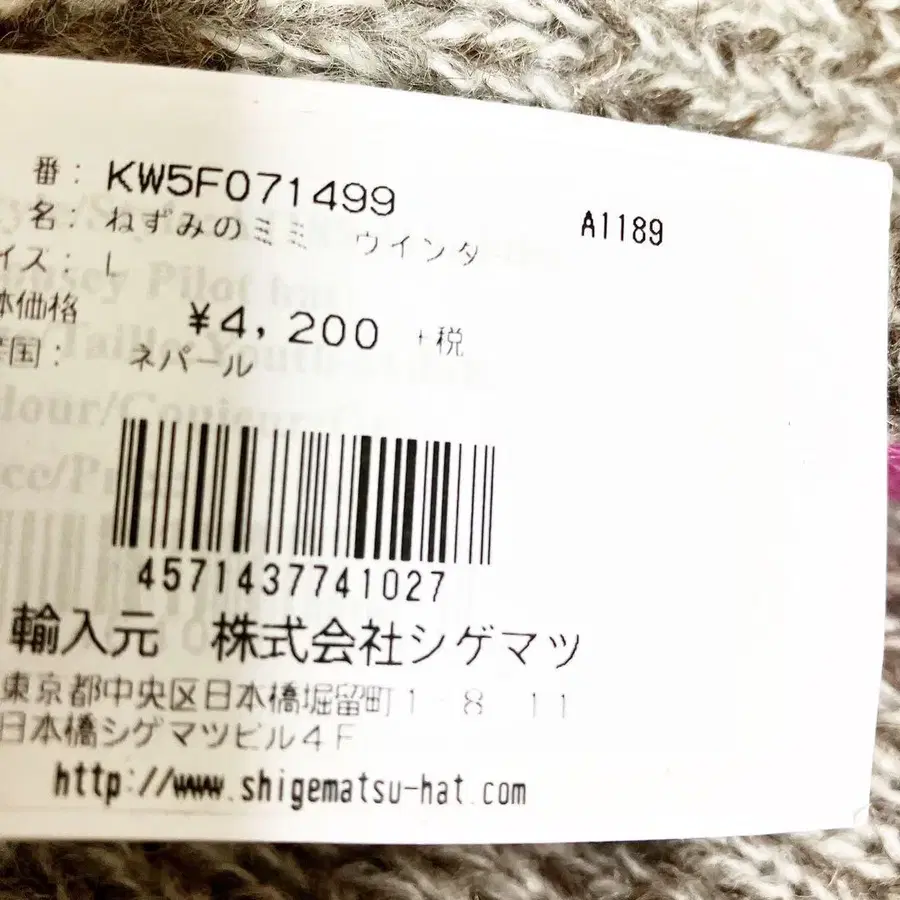 番: KW5F071499
A1189
名: ねずみのミミ ウインタ
イズ: L
体価格 ¥4,200 +税
産国: ネパール
4571437741027
輸入元 株式会社シゲマツ
東京都中央区日本橋堀留町1-8 11
日本橋シゲマツビル4F
http://www.shigematsu-hat.com